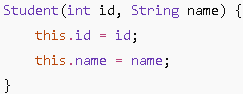 Student(int id, String name) {
    this.id = id;
    this.name = name;
}